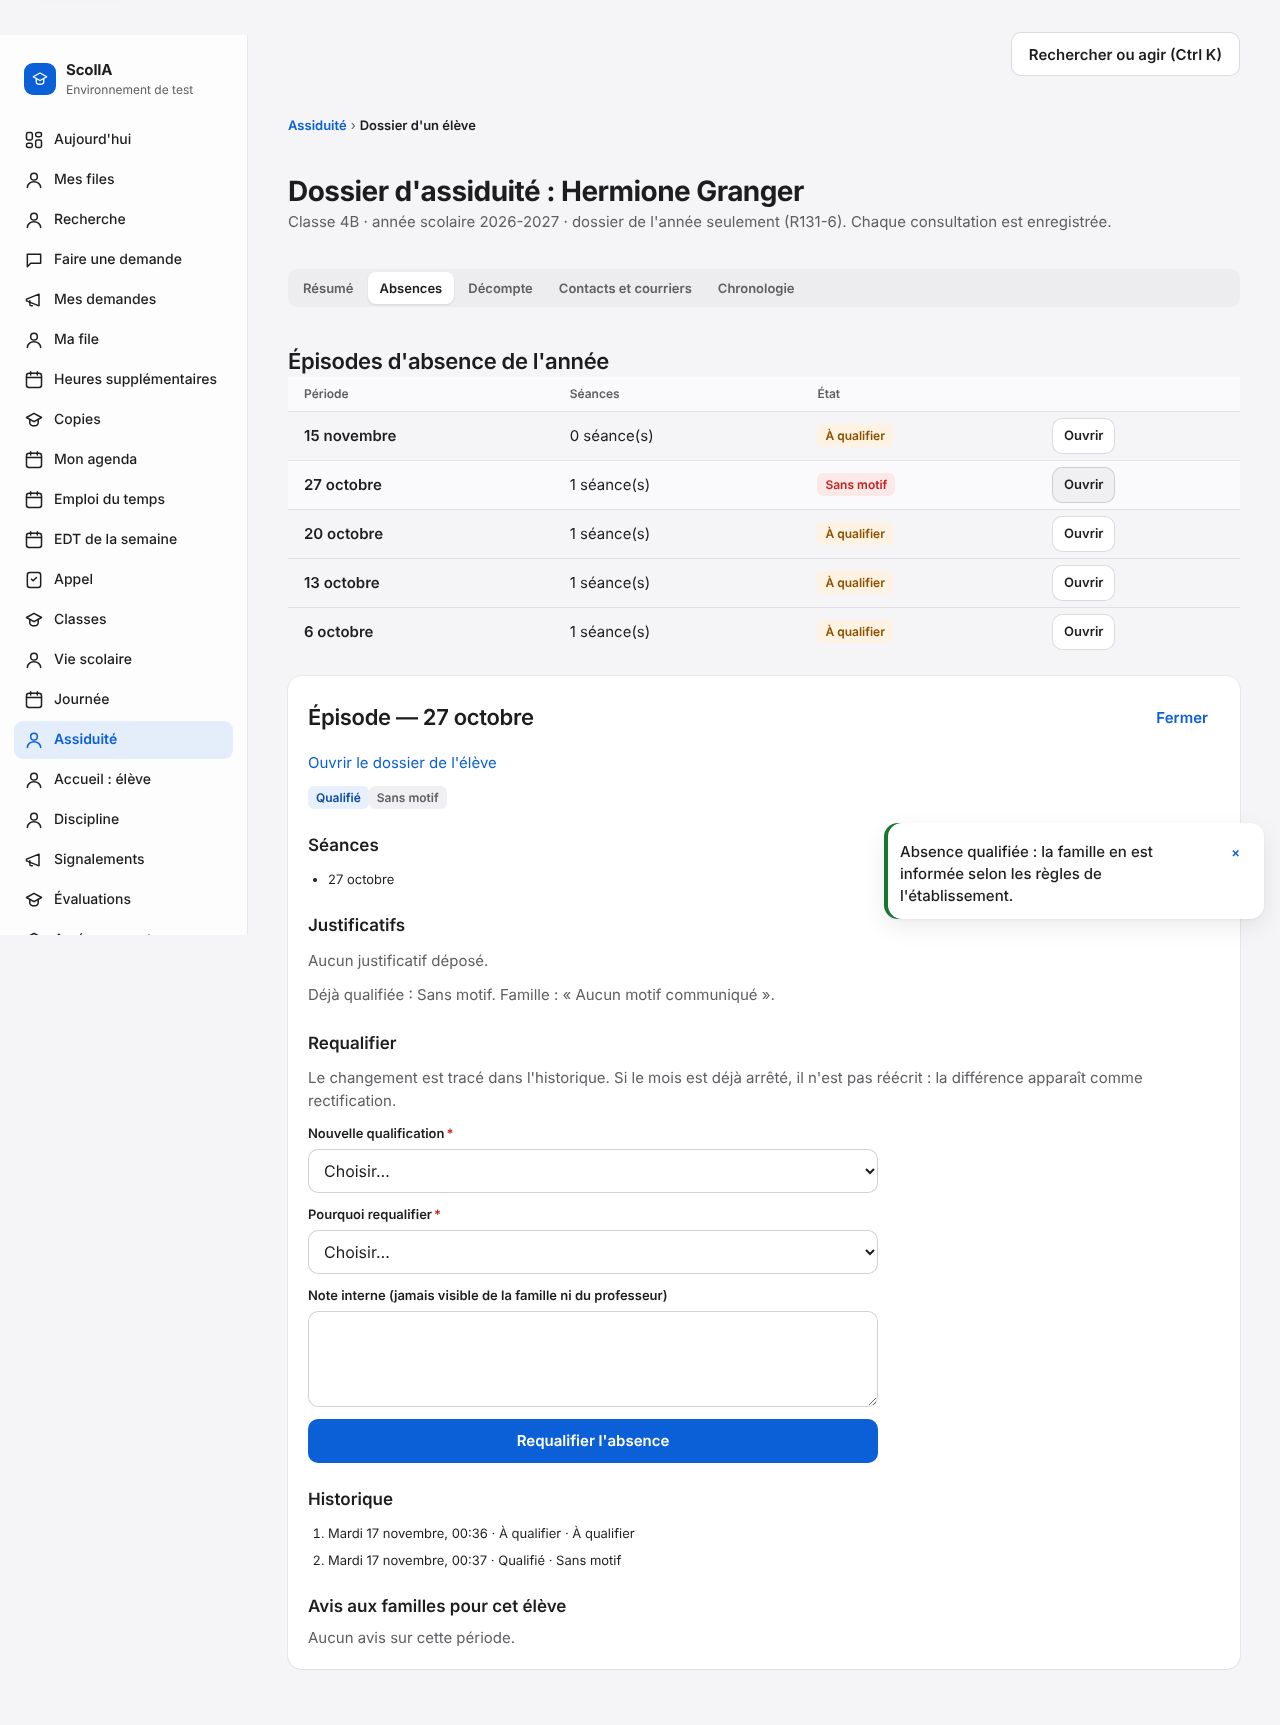 Rechercher ou agir (Ctrl K)
ScolIA
Environnement de test
Aujourd'hui
Mes files
Recherche
Faire une demande
Mes demandes
Ma file
Heures supplémentaires
Copies
Mon agenda
Emploi du temps
EDT de la semaine
Appel
Classes
Vie scolaire
Journée
Assiduité
Accueil : élève
Discipline
Signalements
Évaluations
Assiduité › Dossier d'un élève
Dossier d'assiduité : Hermione Granger
Classe 4B · année scolaire 2026-2027 · dossier de l'année seulement (R131-6). Chaque consultation est enregistrée.
Résumé Absences Décompte Contacts et courriers Chronologie
Épisodes d'absence de l'année
Période Séances État
15 novembre 0 séance(s) À qualifier Ouvrir
27 octobre 1 séance(s) Sans motif Ouvrir
20 octobre 1 séance(s) À qualifier Ouvrir
13 octobre 1 séance(s) À qualifier Ouvrir
6 octobre 1 séance(s) À qualifier Ouvrir
Épisode — 27 octobre Fermer
Ouvrir le dossier de l'élève
Qualifié Sans motif
Séances
• 27 octobre
Absence qualifiée : la famille en est ×
informée selon les règles de
l'établissement.
Justificatifs
Aucun justificatif déposé.
Déjà qualifiée : Sans motif. Famille : « Aucun motif communiqué ».
Requalifier
Le changement est tracé dans l'historique. Si le mois est déjà arrêté, il n'est pas réécrit : la différence apparaît comme
rectification.
Nouvelle qualification *
Choisir...
Pourquoi requalifier *
Choisir...
Note interne (jamais visible de la famille ni du professeur)
Requalifier l'absence
Historique
1. Mardi 17 novembre, 00:36 · À qualifier · À qualifier
2. Mardi 17 novembre, 00:37 · Qualifié · Sans motif
Avis aux familles pour cet élève
Aucun avis sur cette période.